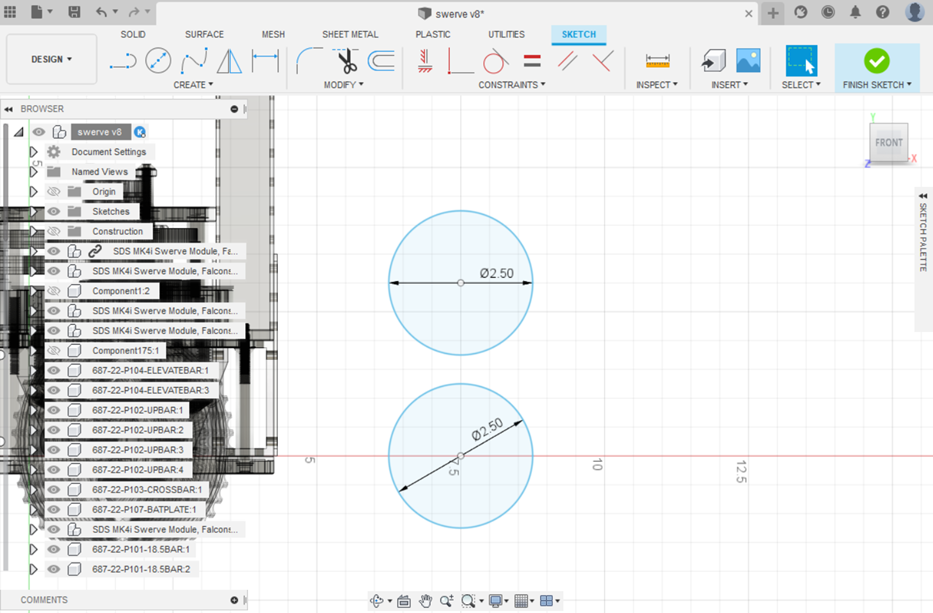 swerve v8*
SOLID SURFACE MESH SHEET METAL PLASTIC UTILITIES SKETCH
DESIGN
CREATE MODIFY CONSTRAINTS INSPECT INSERT SELECT FINISH SKETCH
BROWSER
swerve v8
Document Settings
Named Views
Origin
Sketches
Construction
SDS MK4i Swerve Module, Fa...
SDS MK4i Swerve Module, Falcons...
Component1:2
SDS MK4i Swerve Module, Falcons...
SDS MK4i Swerve Module, Falcons...
Component175:1
687-22-P104-ELEVATEBAR:1
687-22-P104-ELEVATEBAR:3
687-22-P102-UPBAR:1
687-22-P102-UPBAR:2
687-22-P102-UPBAR:3
687-22-P102-UPBAR:4
687-22-P103-CROSSBAR:1
687-22-P107-BATPLATE:1
SDS MK4i Swerve Module, Falcons...
687-22-P101-18.5BAR:1
687-22-P101-18.5BAR:2
COMMENTS
5
Ø2.50
Ø2.50
5
7.5
10
12.5
Y
FRONT
Z
X
SKETCH PALETTE